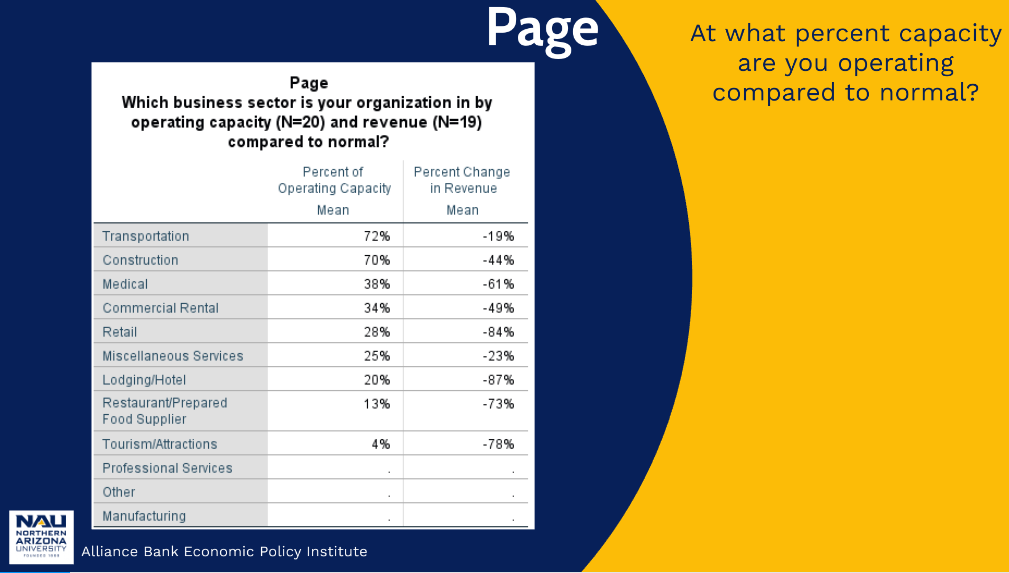 Page
At what percent capacity
are you operating
compared to normal?
Page
Which business sector is your organization in by
operating capacity (N=20) and revenue (N=19)
compared to normal?
Percent of Operating Capacity Percent Change in Revenue
Mean Mean
Transportation 72% -19%
Construction 70% -44%
Medical 38% -61%
Commercial Rental 34% -49%
Retail 28% -84%
Miscellaneous Services 25% -23%
Lodging/Hotel 20% -87%
Restaurant/Prepared Food Supplier 13% -73%
Tourism/Attractions 4% -78%
Professional Services . .
Other . .
Manufacturing . .
NAU
NORTHERN
ARIZONA
UNIVERSITY
FOUNDED 1899
Alliance Bank Economic Policy Institute